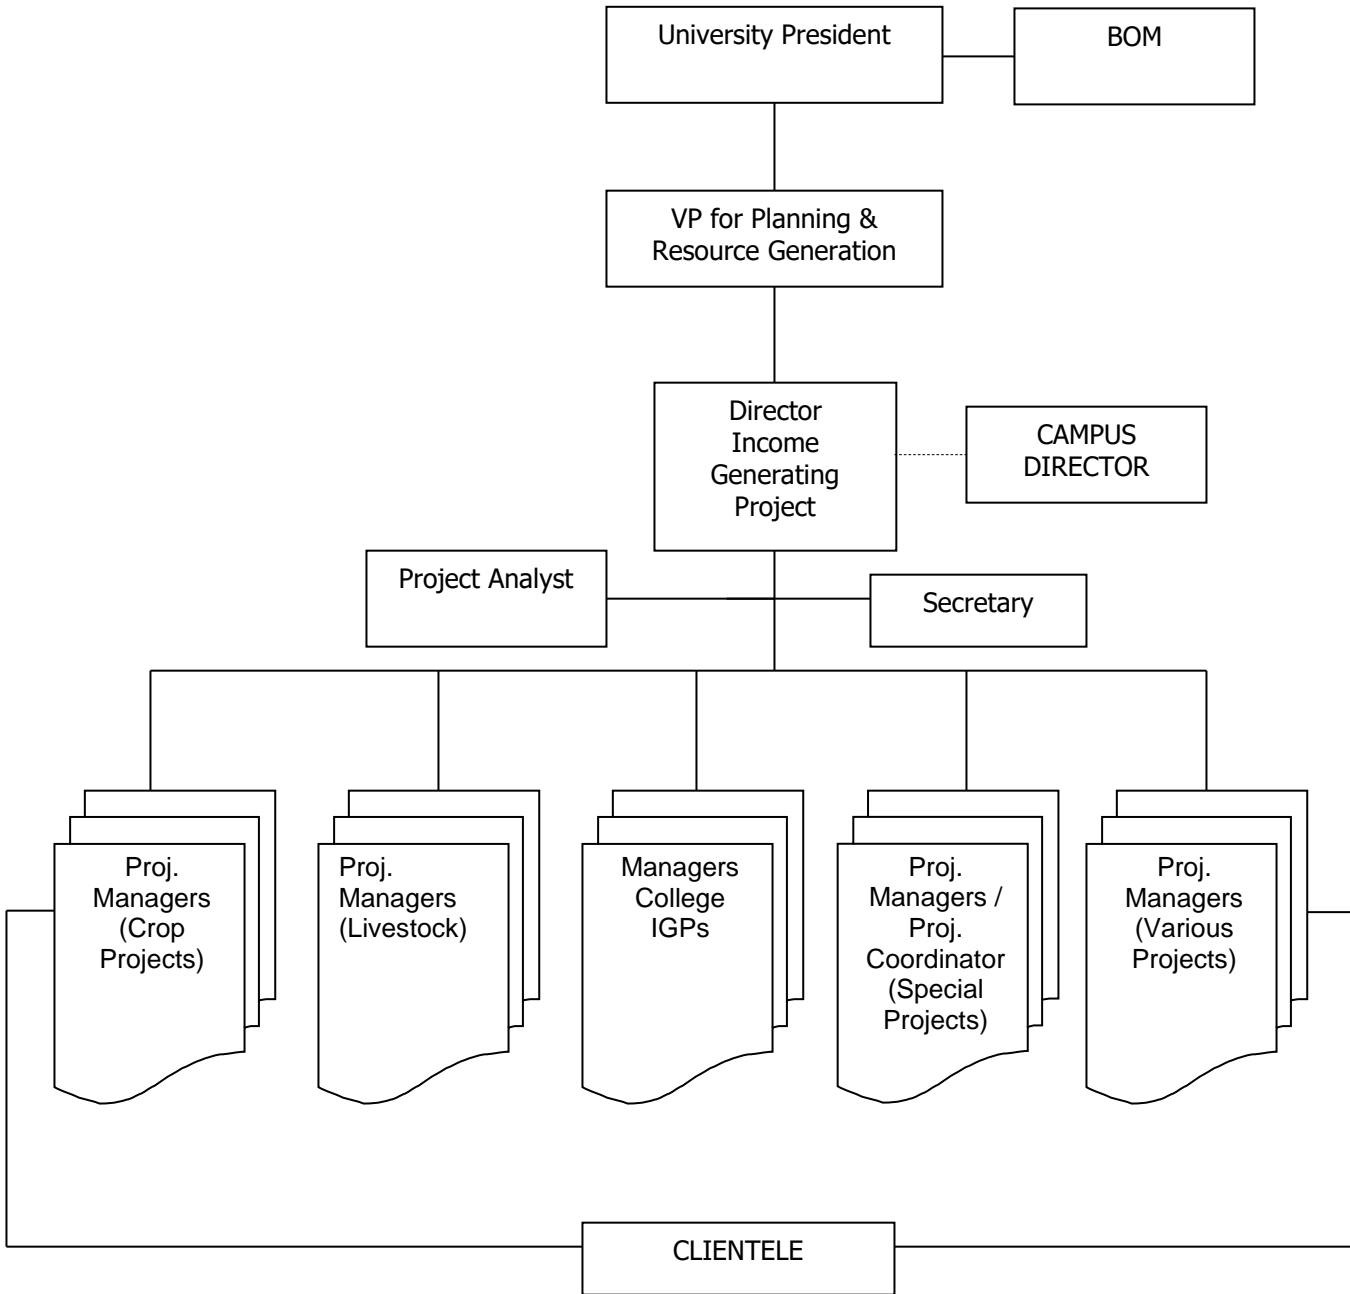 University President
BOM
VP for Planning &
Resource Generation
Director
Income
Generating
Project
CAMPUS
DIRECTOR
Project Analyst
Secretary
Proj.
Managers
(Crop
Projects)
Proj.
Managers
(Livestock)
Managers
College
IGPs
Proj.
Managers /
Proj.
Coordinator
(Special
Projects)
Proj.
Managers
(Various
Projects)
CLIENTELE